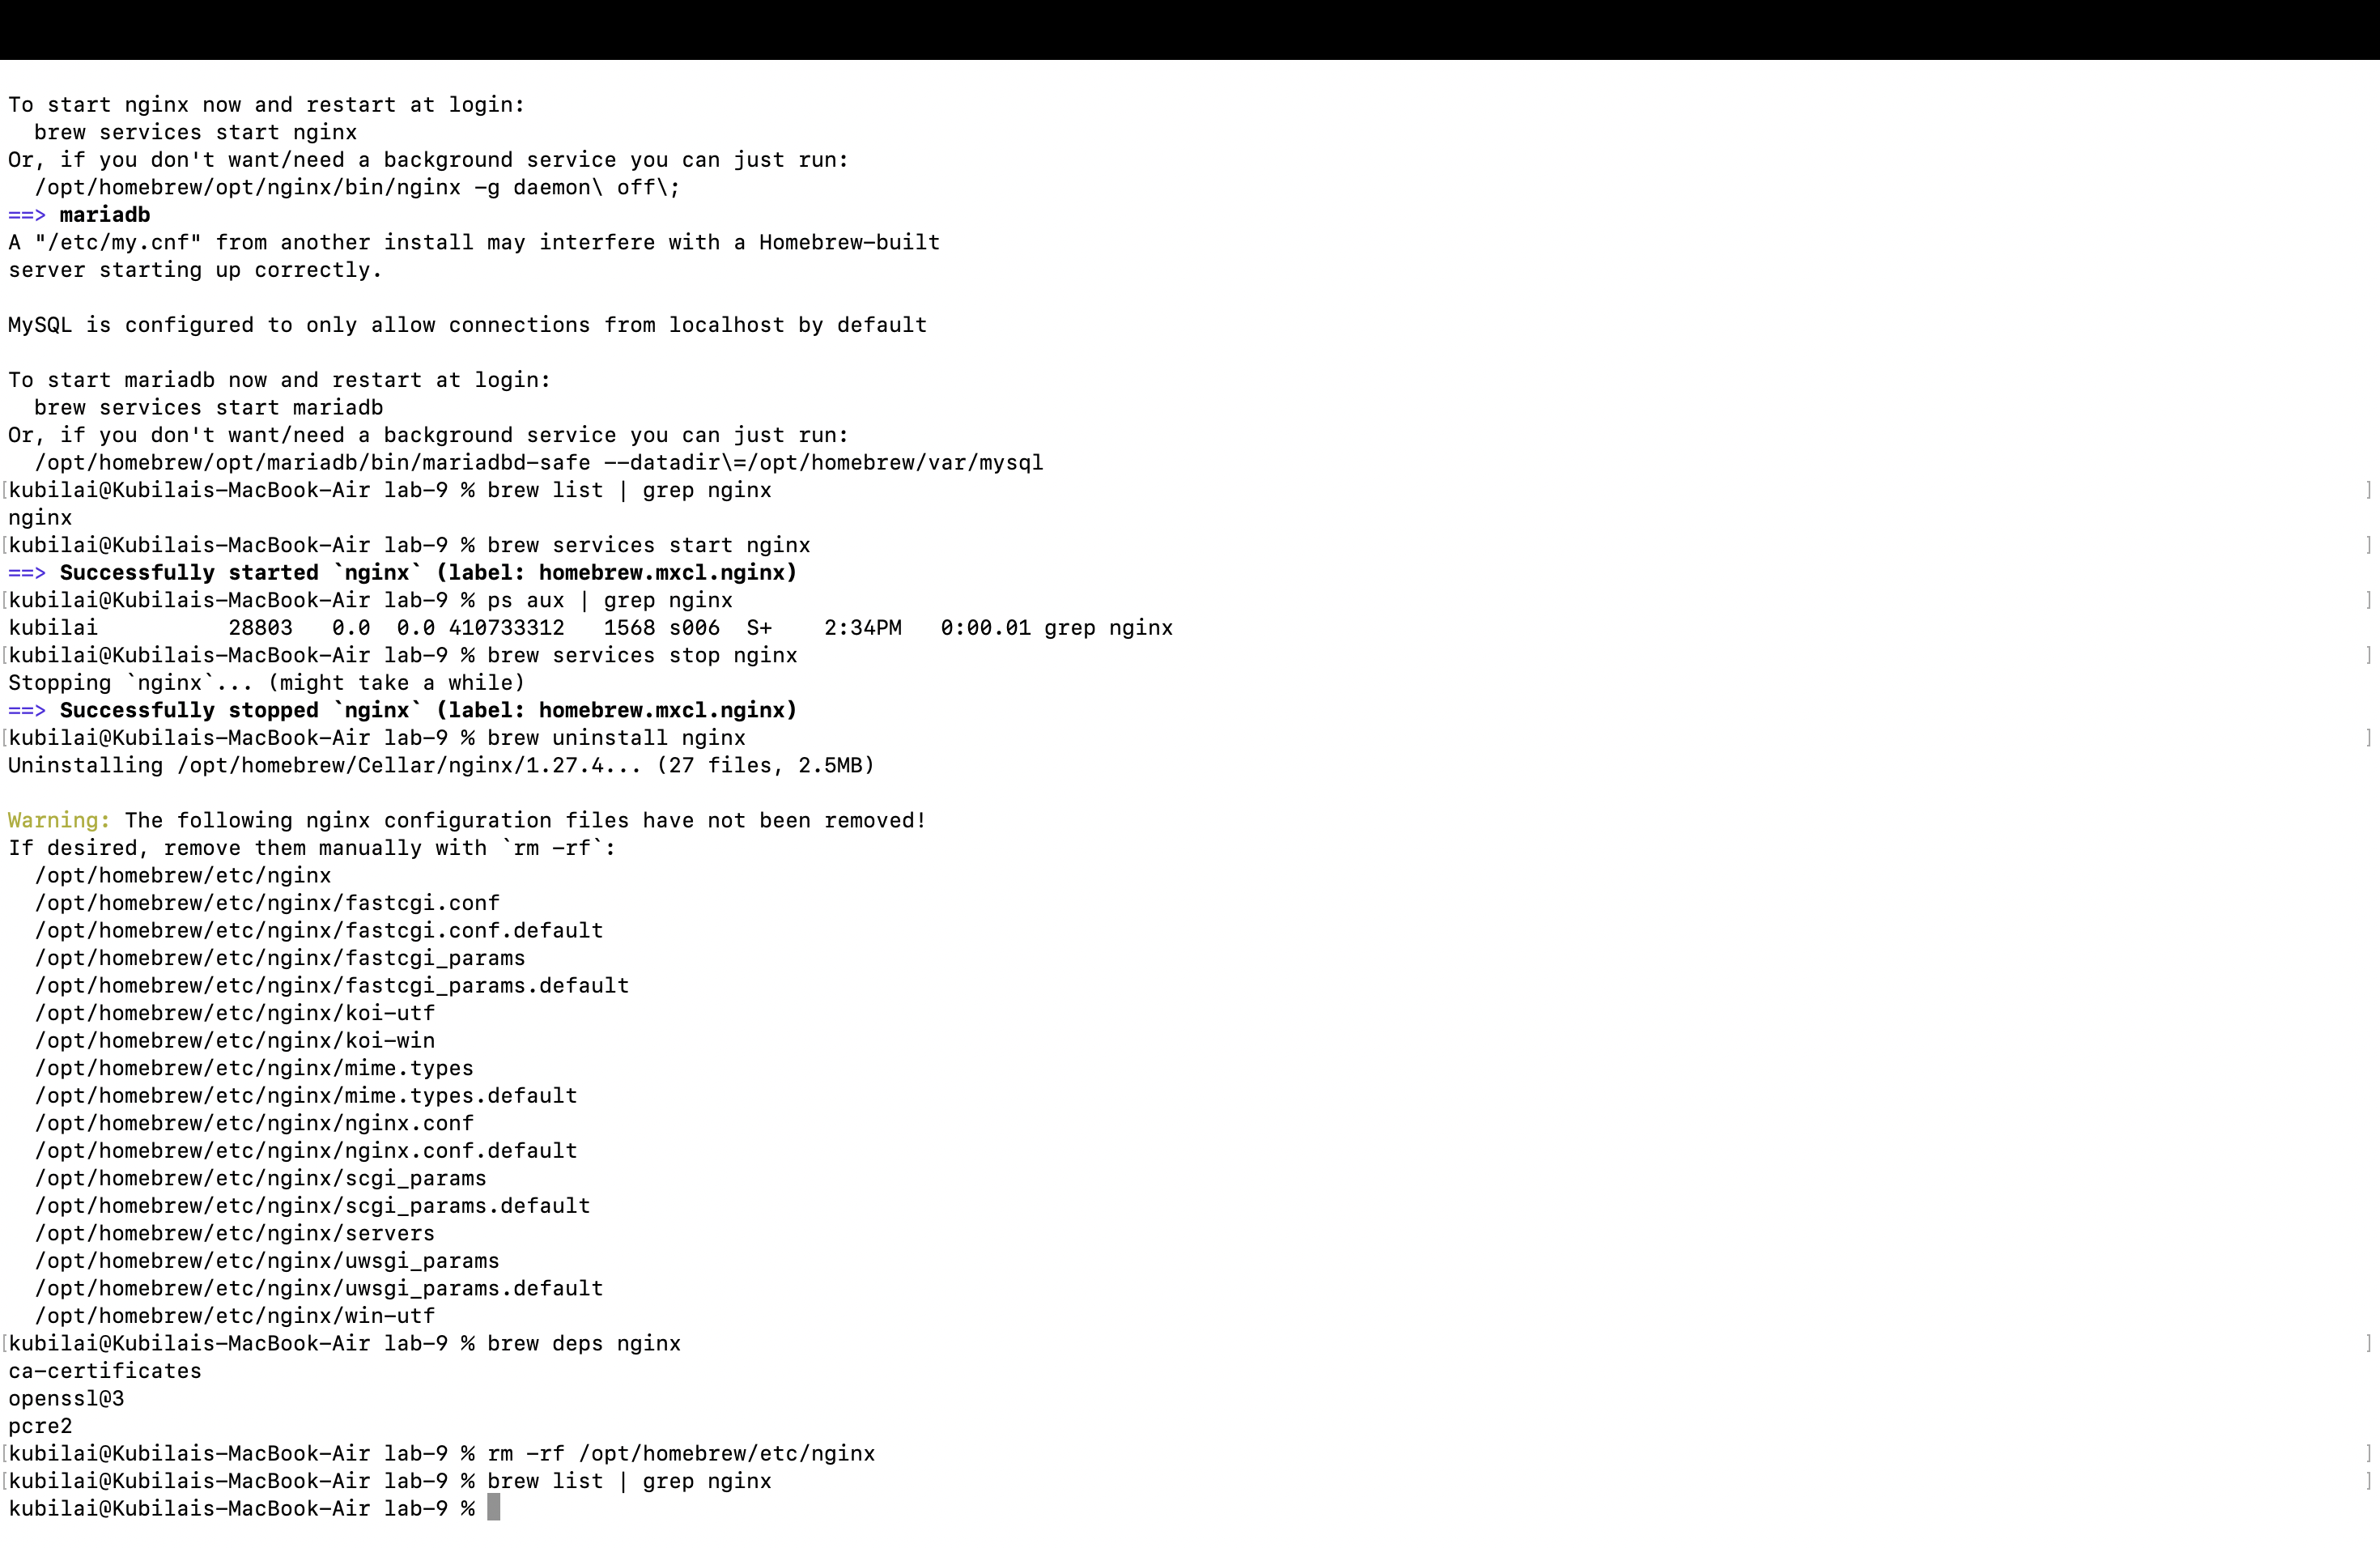 To start nginx now and restart at login:
  brew services start nginx
Or, if you don't want/need a background service you can just run:
  /opt/homebrew/opt/nginx/bin/nginx -g daemon\ off\;
==> mariadb
A "/etc/my.cnf" from another install may interfere with a Homebrew-built
server starting up correctly.

MySQL is configured to only allow connections from localhost by default

To start mariadb now and restart at login:
  brew services start mariadb
Or, if you don't want/need a background service you can just run:
  /opt/homebrew/opt/mariadb/bin/mariadbd-safe --datadir\=/opt/homebrew/var/mysql
[kubilai@Kubilais-MacBook-Air lab-9 % brew list | grep nginx ]
nginx
[kubilai@Kubilais-MacBook-Air lab-9 % brew services start nginx ]
==> Successfully started `nginx` (label: homebrew.mxcl.nginx)
[kubilai@Kubilais-MacBook-Air lab-9 % ps aux | grep nginx ]
kubilai          28803   0.0  0.0 410733312   1568 s006  S+    2:34PM   0:00.01 grep nginx
[kubilai@Kubilais-MacBook-Air lab-9 % brew services stop nginx ]
Stopping `nginx`... (might take a while)
==> Successfully stopped `nginx` (label: homebrew.mxcl.nginx)
[kubilai@Kubilais-MacBook-Air lab-9 % brew uninstall nginx ]
Uninstalling /opt/homebrew/Cellar/nginx/1.27.4... (27 files, 2.5MB)

Warning: The following nginx configuration files have not been removed!
If desired, remove them manually with `rm -rf`:
  /opt/homebrew/etc/nginx
  /opt/homebrew/etc/nginx/fastcgi.conf
  /opt/homebrew/etc/nginx/fastcgi.conf.default
  /opt/homebrew/etc/nginx/fastcgi_params
  /opt/homebrew/etc/nginx/fastcgi_params.default
  /opt/homebrew/etc/nginx/koi-utf
  /opt/homebrew/etc/nginx/koi-win
  /opt/homebrew/etc/nginx/mime.types
  /opt/homebrew/etc/nginx/mime.types.default
  /opt/homebrew/etc/nginx/nginx.conf
  /opt/homebrew/etc/nginx/nginx.conf.default
  /opt/homebrew/etc/nginx/scgi_params
  /opt/homebrew/etc/nginx/scgi_params.default
  /opt/homebrew/etc/nginx/servers
  /opt/homebrew/etc/nginx/uwsgi_params
  /opt/homebrew/etc/nginx/uwsgi_params.default
  /opt/homebrew/etc/nginx/win-utf
[kubilai@Kubilais-MacBook-Air lab-9 % brew deps nginx ]
ca-certificates
openssl@3
pcre2
[kubilai@Kubilais-MacBook-Air lab-9 % rm -rf /opt/homebrew/etc/nginx ]
[kubilai@Kubilais-MacBook-Air lab-9 % brew list | grep nginx ]
kubilai@Kubilais-MacBook-Air lab-9 %